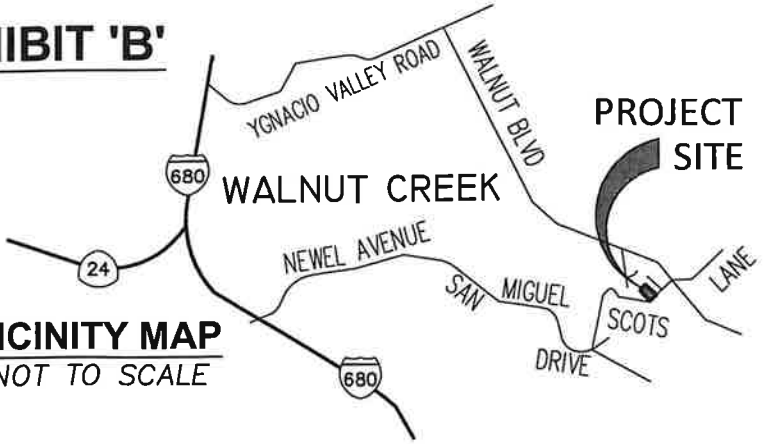 IBIT 'B'
YGNACIO VALLEY ROAD
WALNUT BLVD
PROJECT
SITE
680
WALNUT CREEK
24
NEWEL AVENUE
SAN MIGUEL
DRIVE
SCOTS
LANE
ICINITY MAP
NOT TO SCALE
680